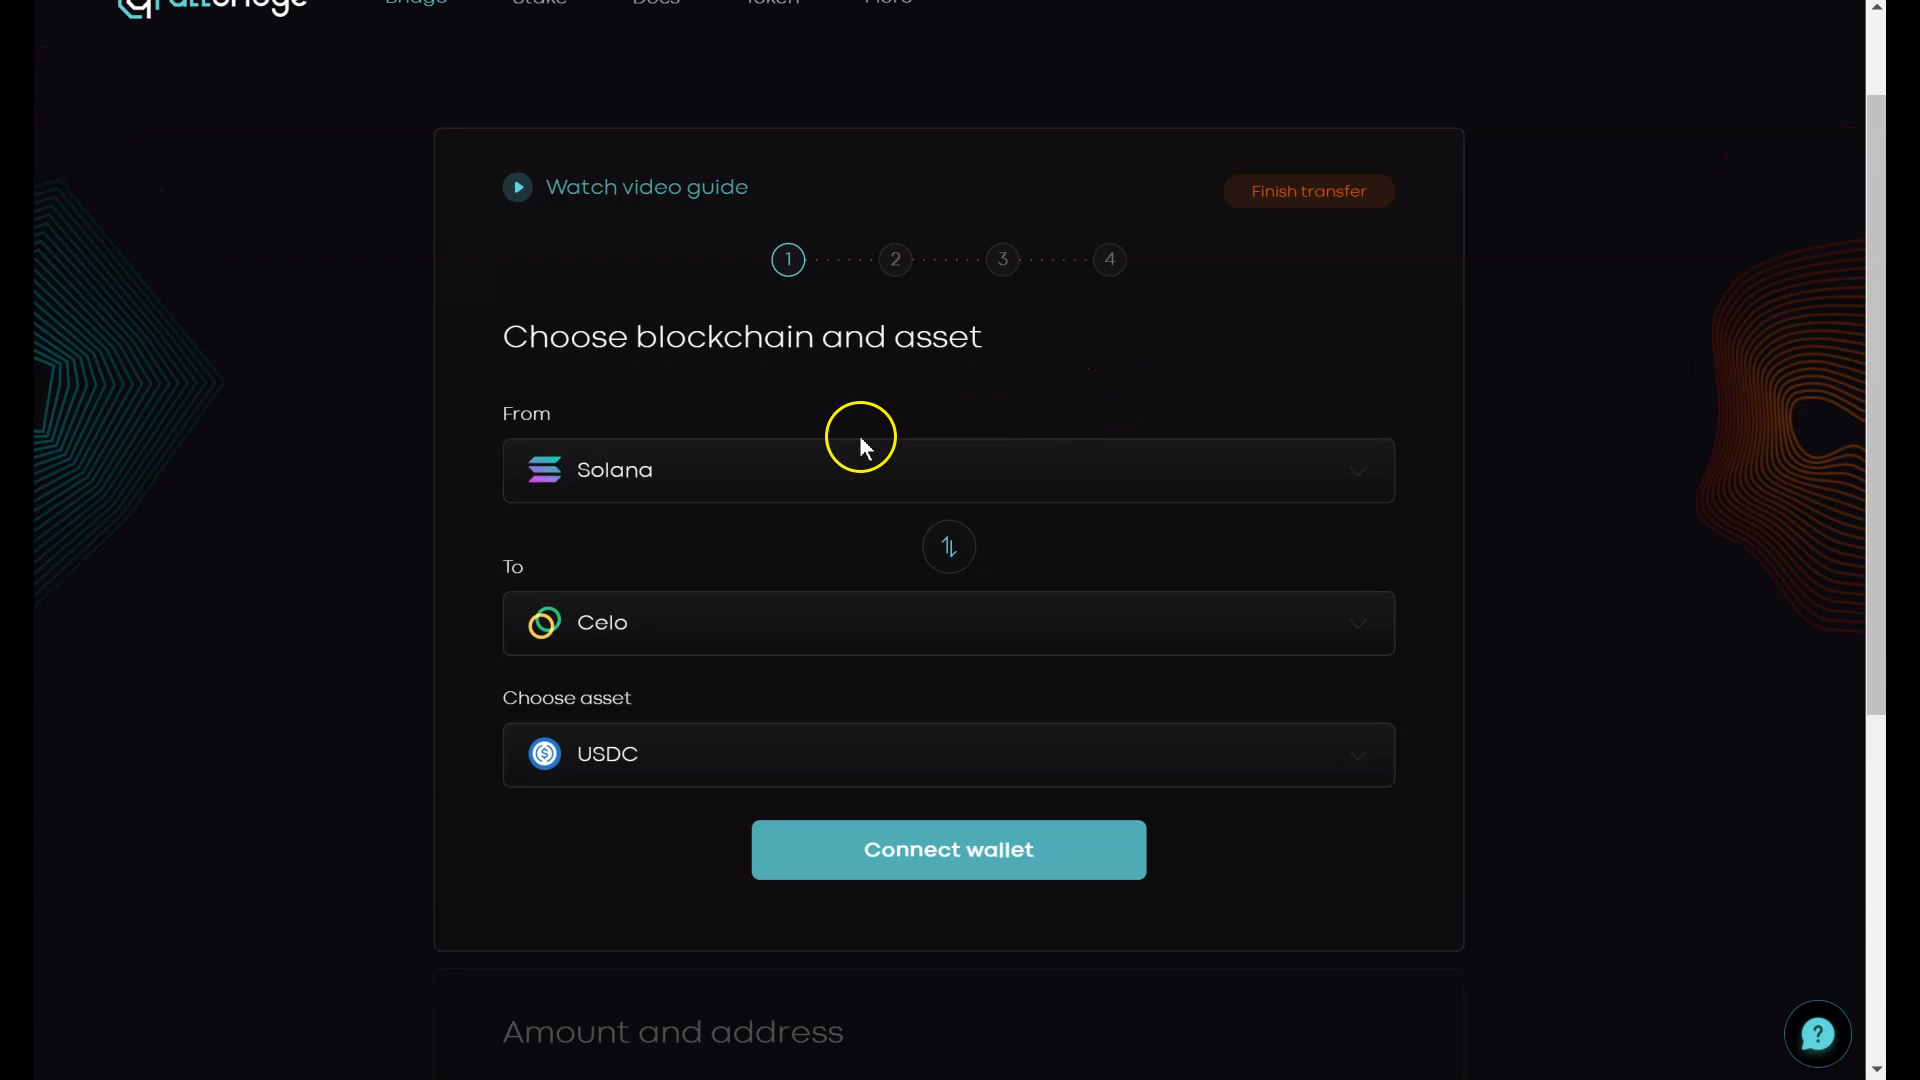 Watch video guide
Finish transfer
1 2 3 4
Choose blockchain and asset
From
Solana
To
Celo
Choose asset
USDC
Connect wallet
Amount and address
?